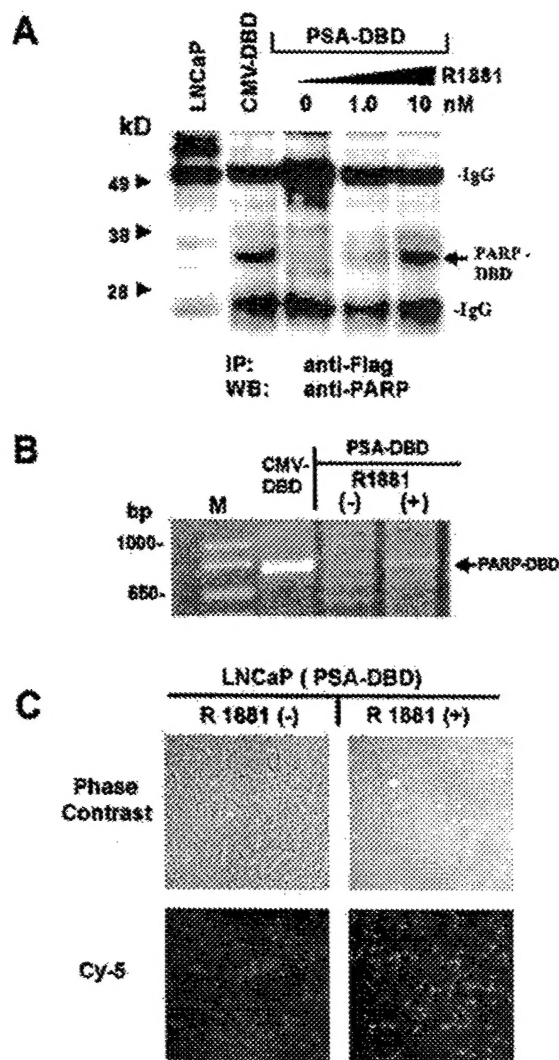 A
PSA-DBD
LNCaP
CMV-DBD
R1881
0 1.0 10 nM
kD
49
-IgG
38
PARP-
DBD
28
-IgG
IP: anti-Flag
WB: anti-PARP
B
PSA-DBD
CMV-
DBD
R1881
bp
M
(-) (+)
1000-
PARP-DBD
650-
C
LNCaP (PSA-DBD)
R 1881 (-) R 1881 (+)
Phase
Contrast
Cy-5